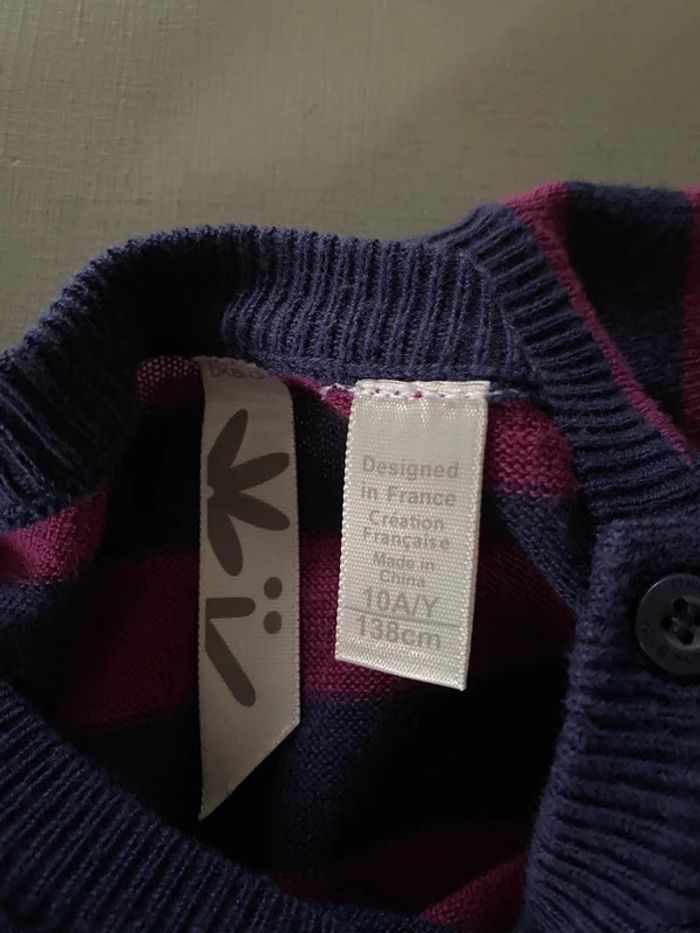 Designed
in France
Création
Française
Made in
China
10A/Y
138cm